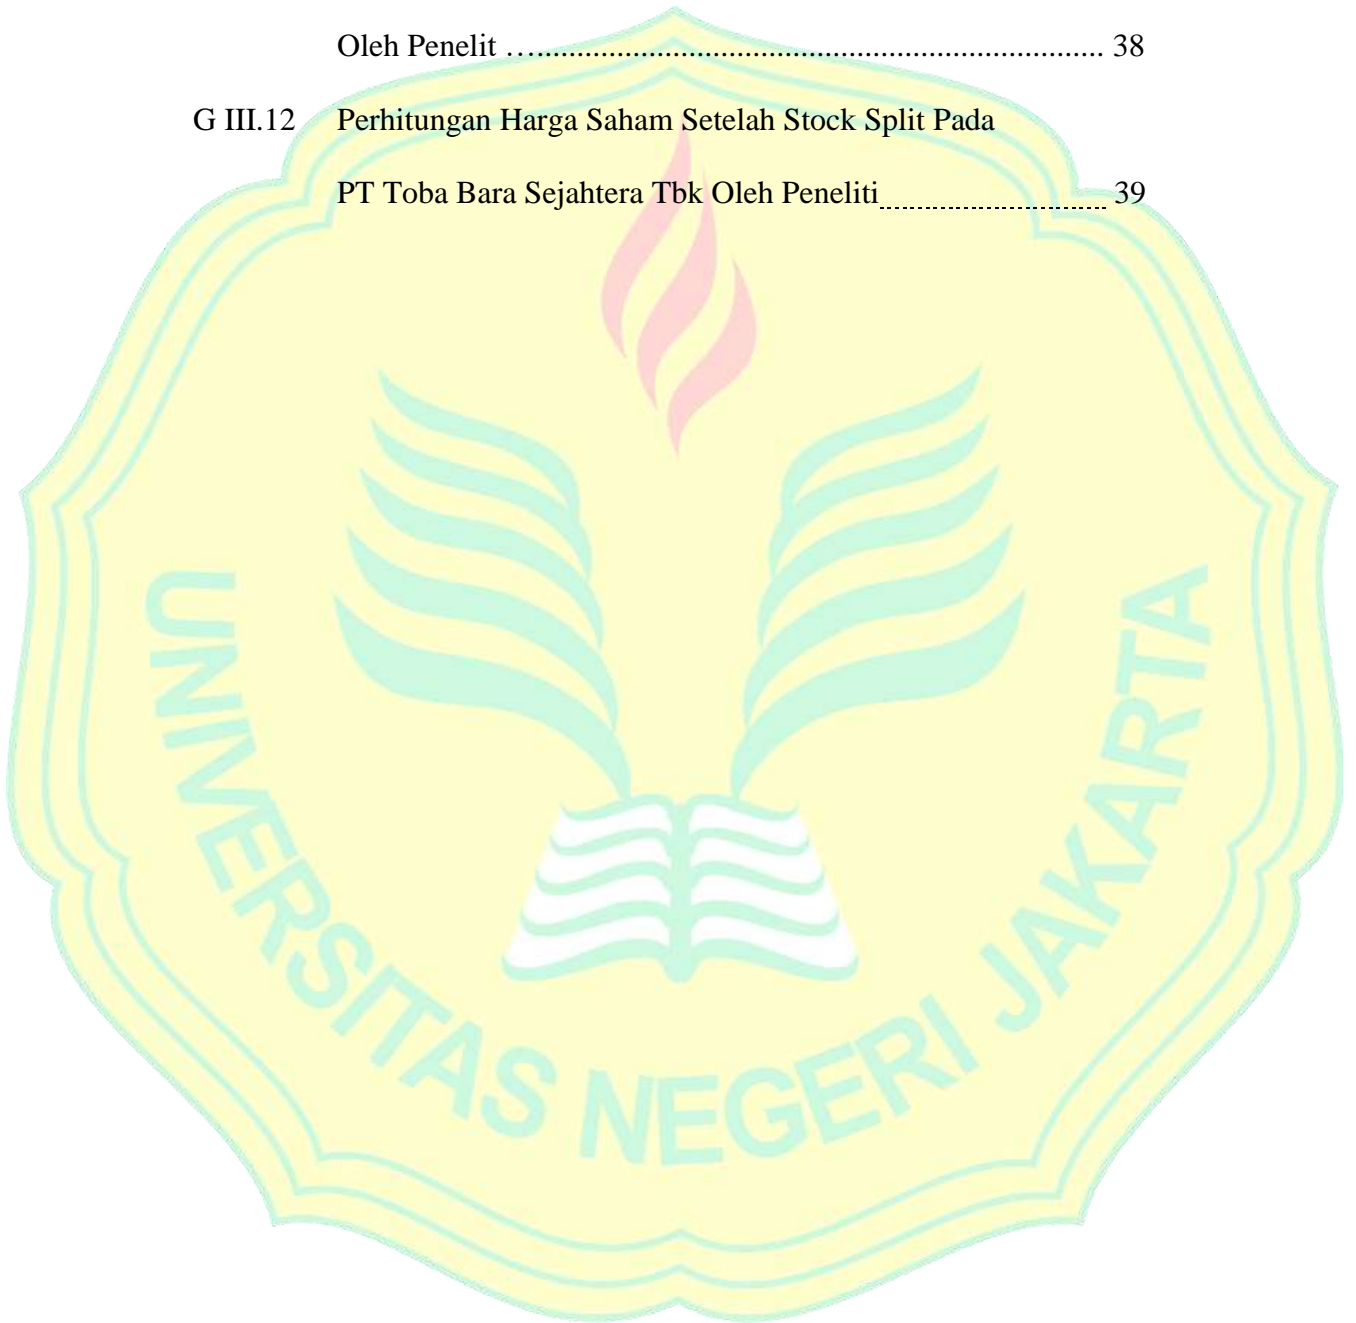 Oleh Penelit …...................................................................... 38
G III.12 Perhitungan Harga Saham Setelah Stock Split Pada
PT Toba Bara Sejahtera Tbk Oleh Peneliti............................ 39
UNIVERSITAS NEGERI JAKARTA